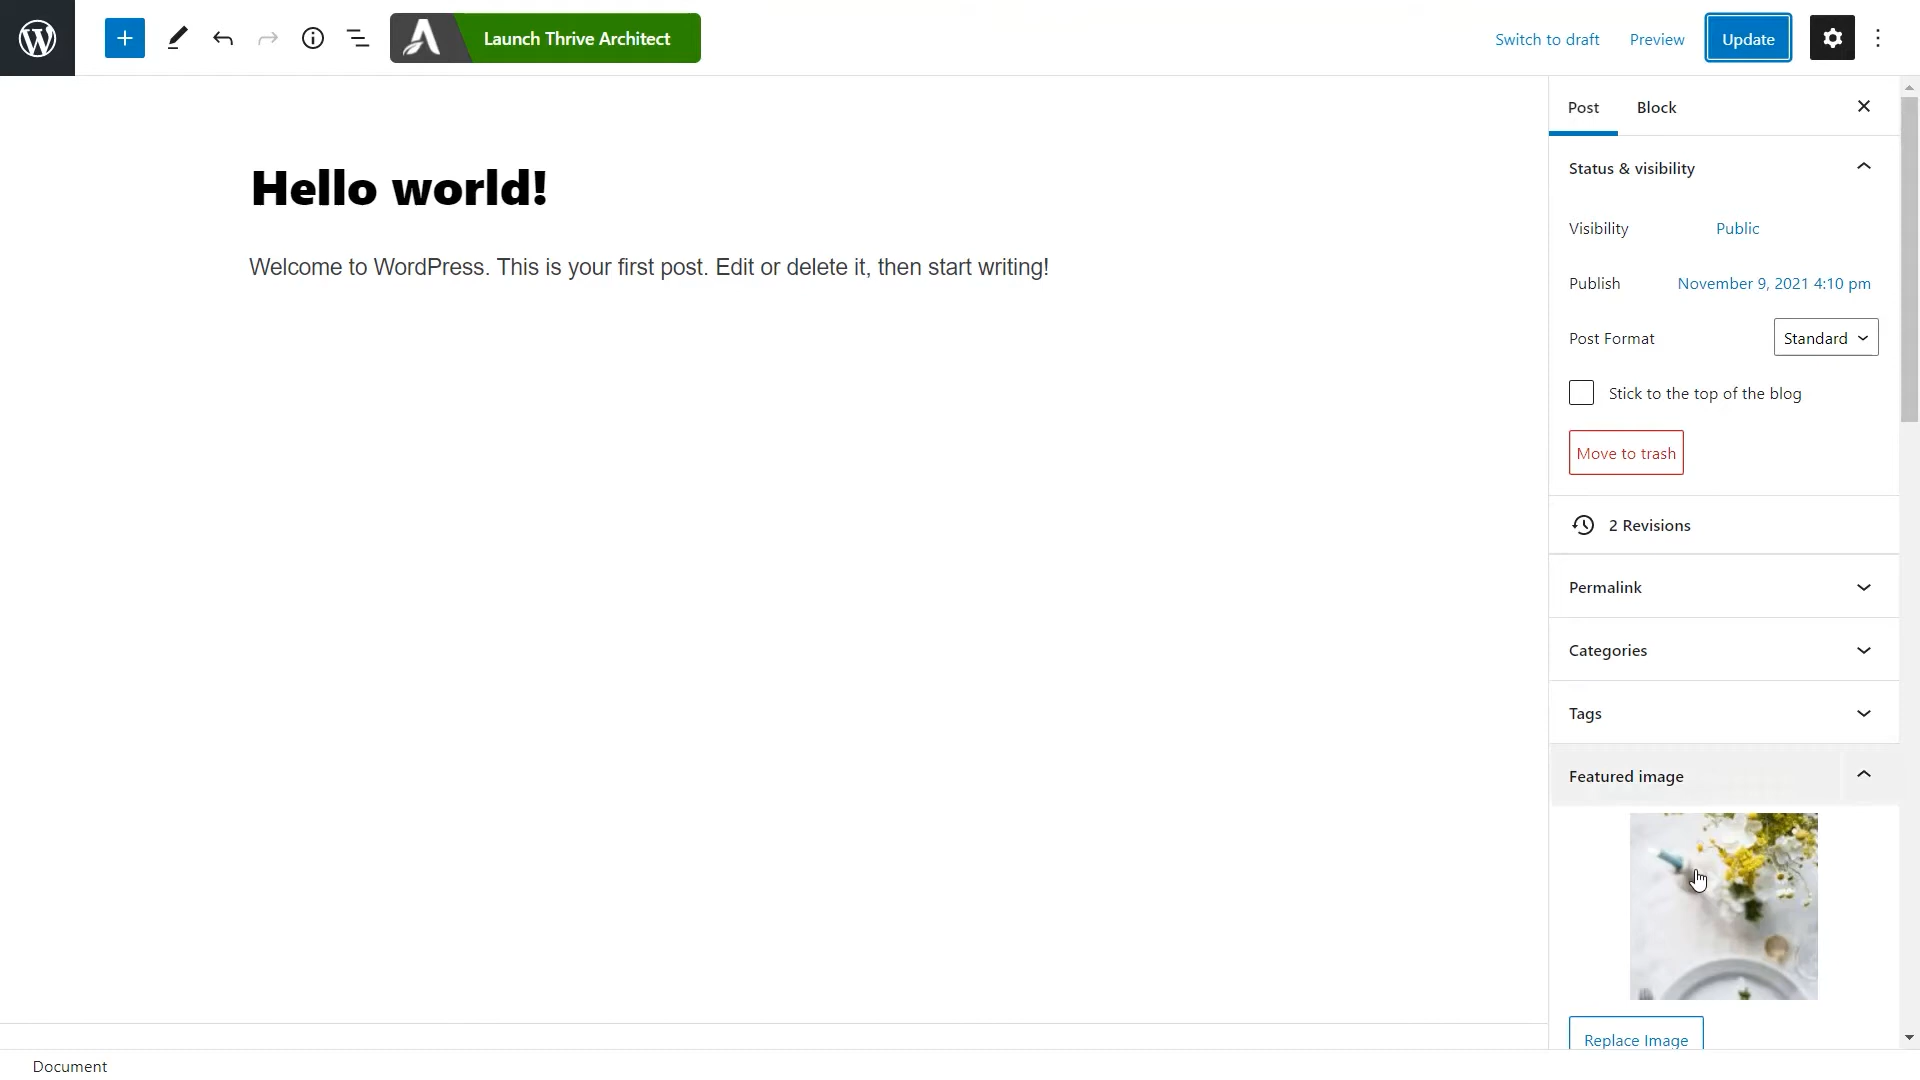 Launch Thrive Architect
Switch to draft
Preview
Update
Post
Block
Hello world!
Welcome to WordPress. This is your first post. Edit or delete it, then start writing!
Status & visibility
Visibility
Public
Publish
November 9, 2021 4:10 pm
Post Format
Standard
Stick to the top of the blog
Move to trash
2 Revisions
Permalink
Categories
Tags
Featured image
Replace Image
Document